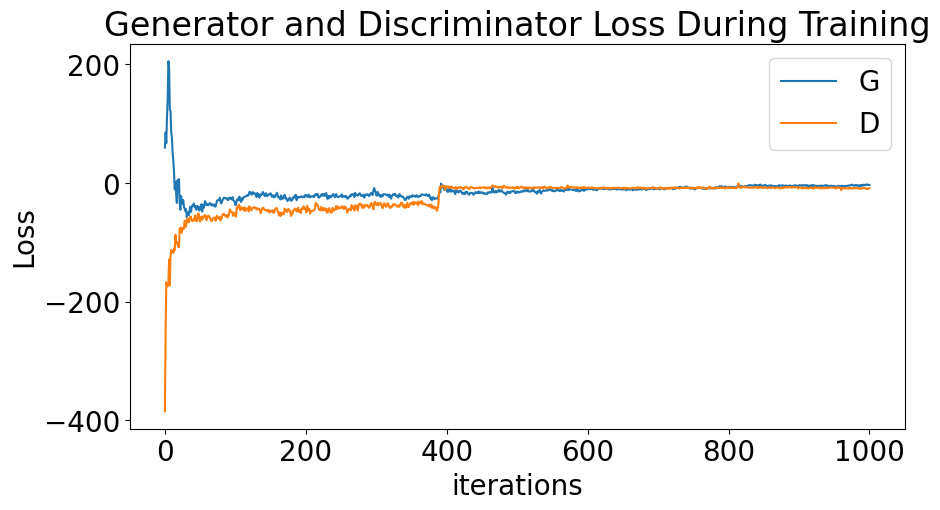 Generator and Discriminator Loss During Training
200
0
−200
−400
Loss
G
D
0 200 400 600 800 1000
iterations